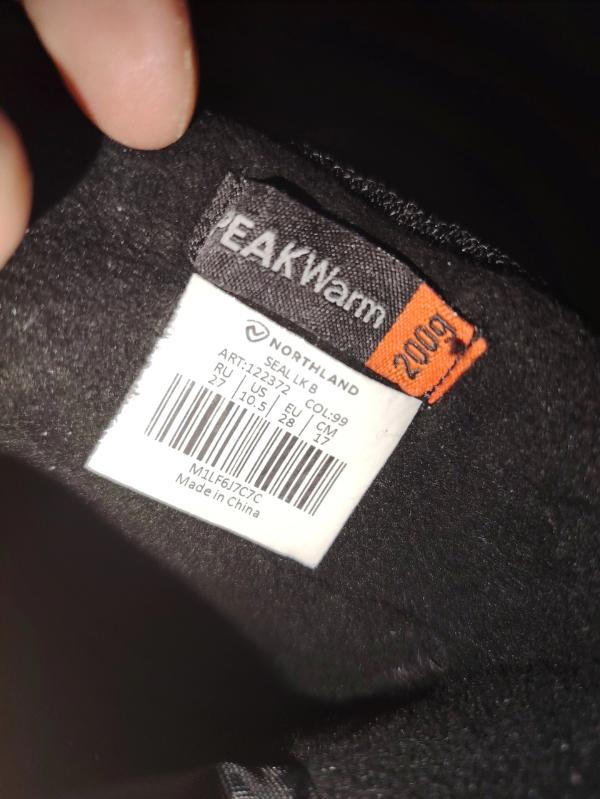 PEAKWarm
200g
NORTHLAND
SEAL LK B
ART:122372 COL:99
RU US EU CM
27 10.5 28 17
M1LF6J7C7C
Made in China